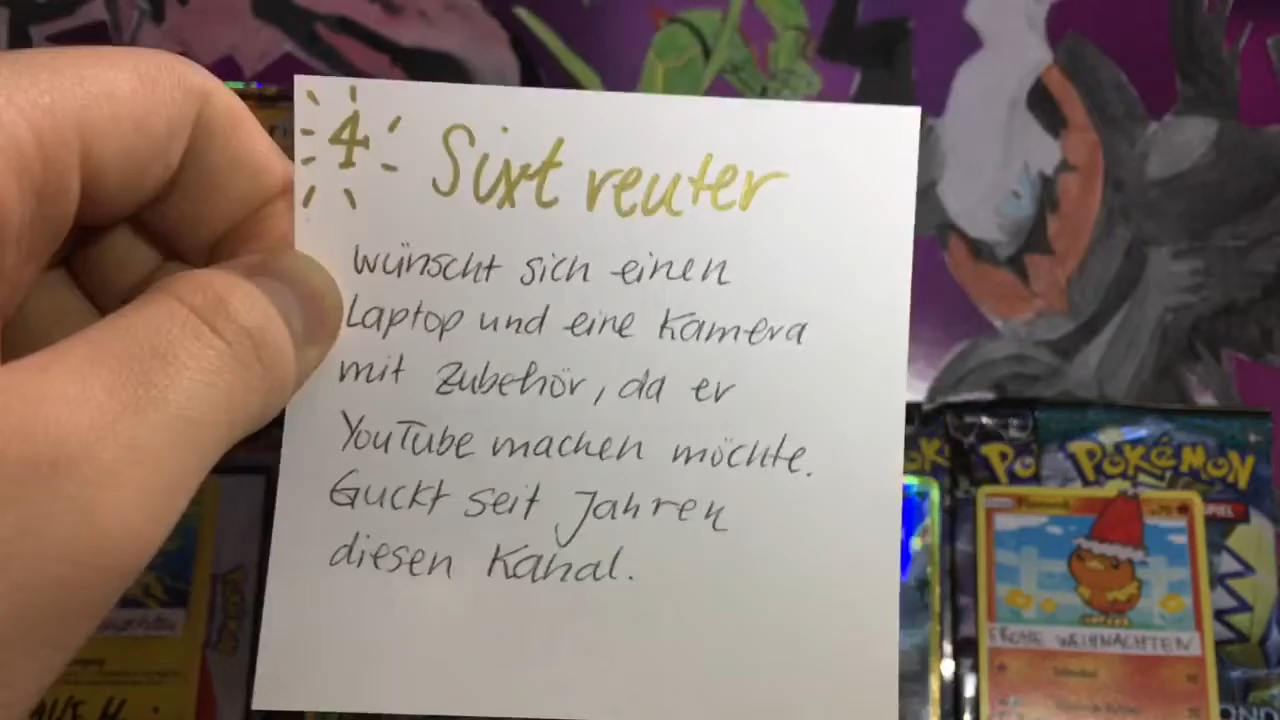 4
Sixt reuter
wünscht sich einen
Laptop und eine Kamera
mit Zubehör, da er
YouTube machen möchte.
Guckt seit Jahren
diesen Kanal.
POKéMON
FROHE WEIHNACHTEN